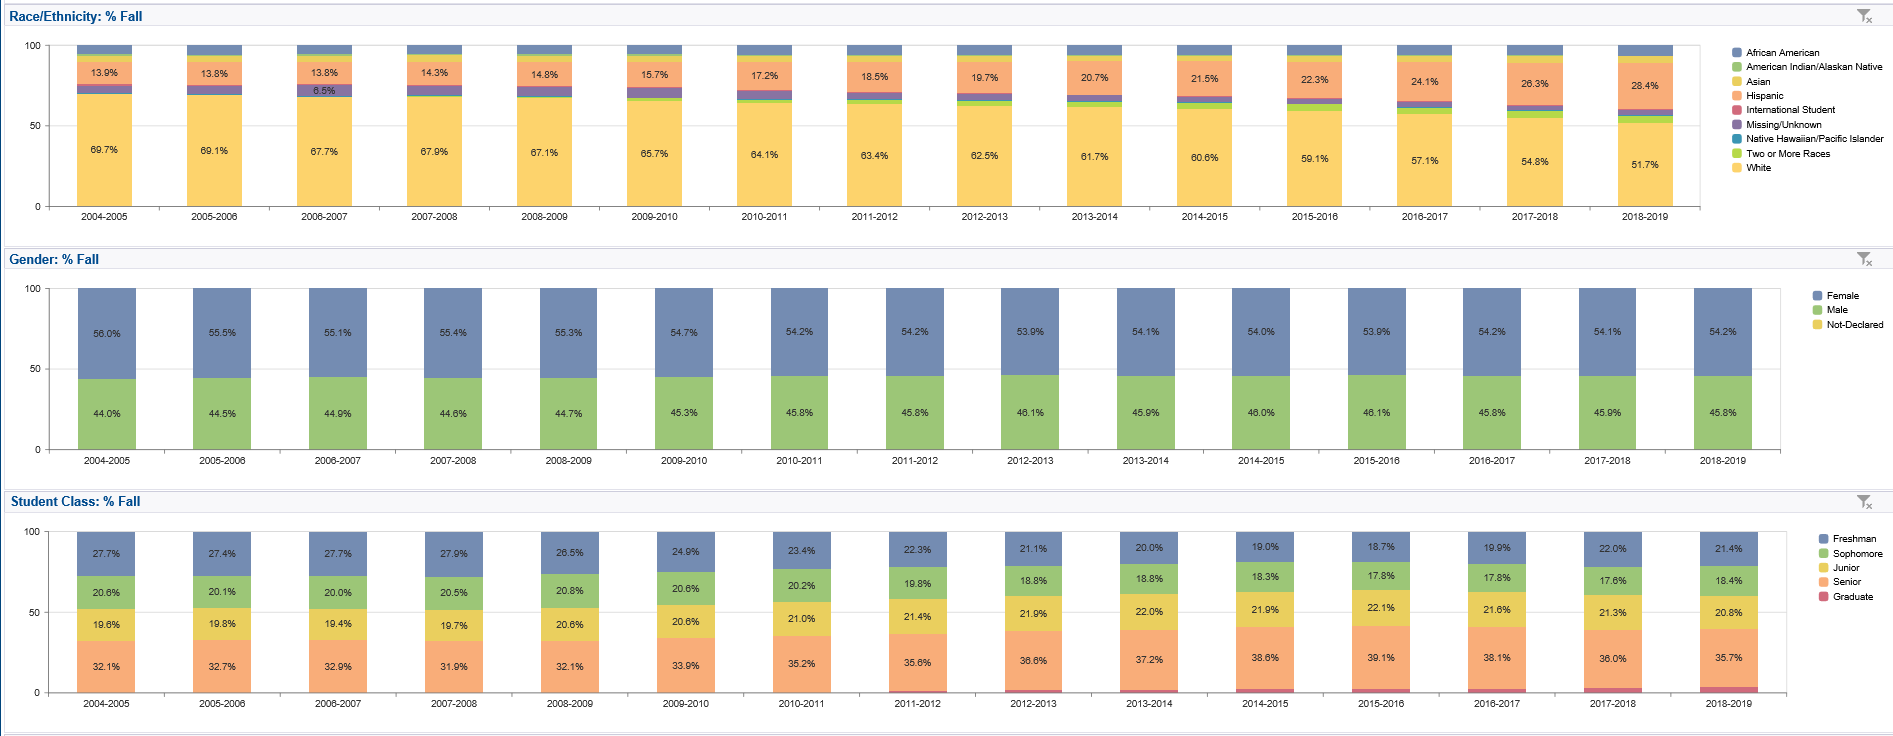 Race/Ethnicity: % Fall
100
50
0
13.9% 13.8% 13.8% 14.3% 14.8% 15.7% 17.2% 18.5% 19.7% 20.7% 21.5% 22.3% 24.1% 26.3% 28.4%
6.5%
69.7% 69.1% 67.7% 67.9% 67.1% 65.7% 64.1% 63.4% 62.5% 61.7% 60.6% 59.1% 57.1% 54.8% 51.7%
2004-2005 2005-2006 2006-2007 2007-2008 2008-2009 2009-2010 2010-2011 2011-2012 2012-2013 2013-2014 2014-2015 2015-2016 2016-2017 2017-2018 2018-2019
African American
American Indian/Alaskan Native
Asian
Hispanic
International Student
Missing/Unknown
Native Hawaiian/Pacific Islander
Two or More Races
White
Gender: % Fall
100
50
0
56.0% 55.5% 55.1% 55.4% 55.3% 54.7% 54.2% 54.2% 53.9% 54.1% 54.0% 53.9% 54.2% 54.1% 54.2%
44.0% 44.5% 44.9% 44.6% 44.7% 45.3% 45.8% 45.8% 46.1% 45.9% 46.0% 46.1% 45.8% 45.9% 45.8%
2004-2005 2005-2006 2006-2007 2007-2008 2008-2009 2009-2010 2010-2011 2011-2012 2012-2013 2013-2014 2014-2015 2015-2016 2016-2017 2017-2018 2018-2019
Female
Male
Not-Declared
Student Class: % Fall
100
50
0
27.7% 27.4% 27.7% 27.9% 26.5% 24.9% 23.4% 22.3% 21.1% 20.0% 19.0% 18.7% 19.9% 22.0% 21.4%
20.6% 20.1% 20.0% 20.5% 20.8% 20.6% 20.2% 19.8% 18.8% 18.8% 18.3% 17.8% 17.8% 17.6% 18.4%
19.6% 19.8% 19.4% 19.7% 20.6% 20.6% 21.0% 21.4% 21.9% 22.0% 21.9% 22.1% 21.6% 21.3% 20.8%
32.1% 32.7% 32.9% 31.9% 32.1% 33.9% 35.2% 35.6% 36.6% 37.2% 38.6% 39.1% 38.1% 36.0% 35.7%
2004-2005 2005-2006 2006-2007 2007-2008 2008-2009 2009-2010 2010-2011 2011-2012 2012-2013 2013-2014 2014-2015 2015-2016 2016-2017 2017-2018 2018-2019
Freshman
Sophomore
Junior
Senior
Graduate